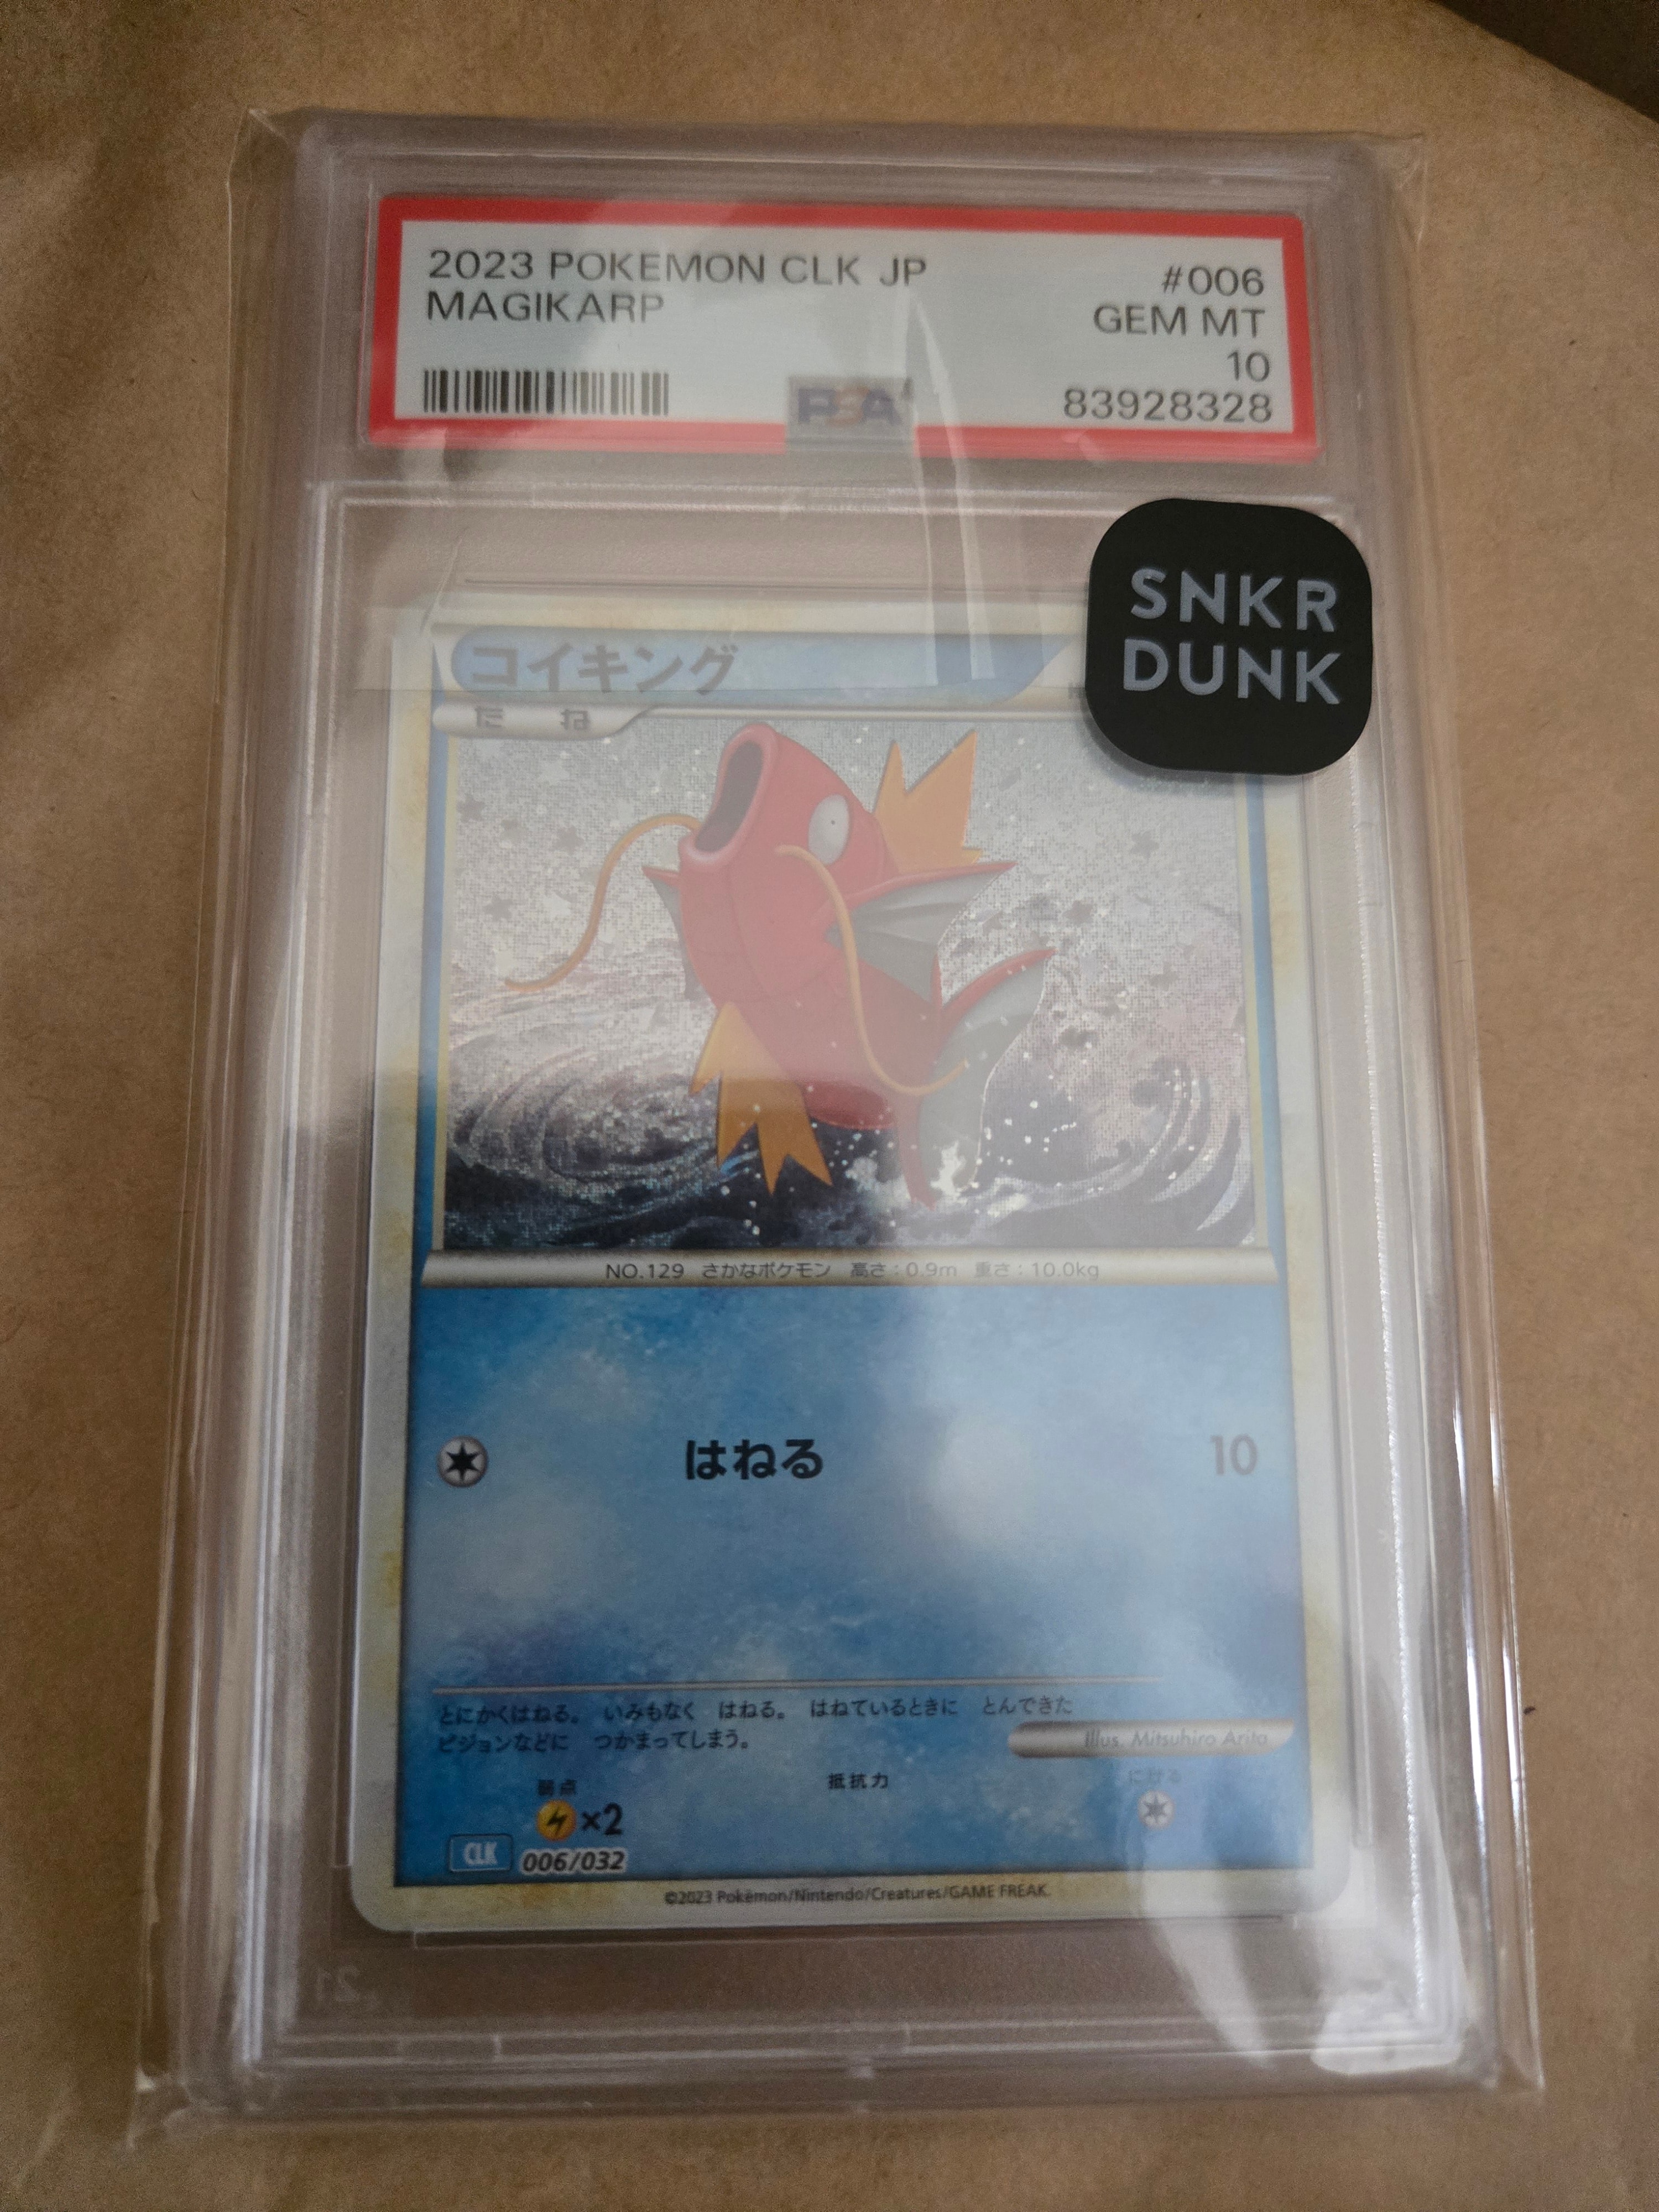 2023 POKEMON CLK JP
#006
MAGIKARP
GEM MT
10
PSA
83928328
SNKR
DUNK
コイキング
たね
NO.129 さかなポケモン 高さ:0.9m 重さ:10.0kg
はねる
10
とにかくはねる。 いみもなく はねる。 はねているときに とんできた
ピジョンなどに つかまってしまう。
Illus. Mitsuhiro Arita
弱点
抵抗力
にげる
×2
CLK
006/032
©2023 Pokémon/Nintendo/Creatures/GAME FREAK.